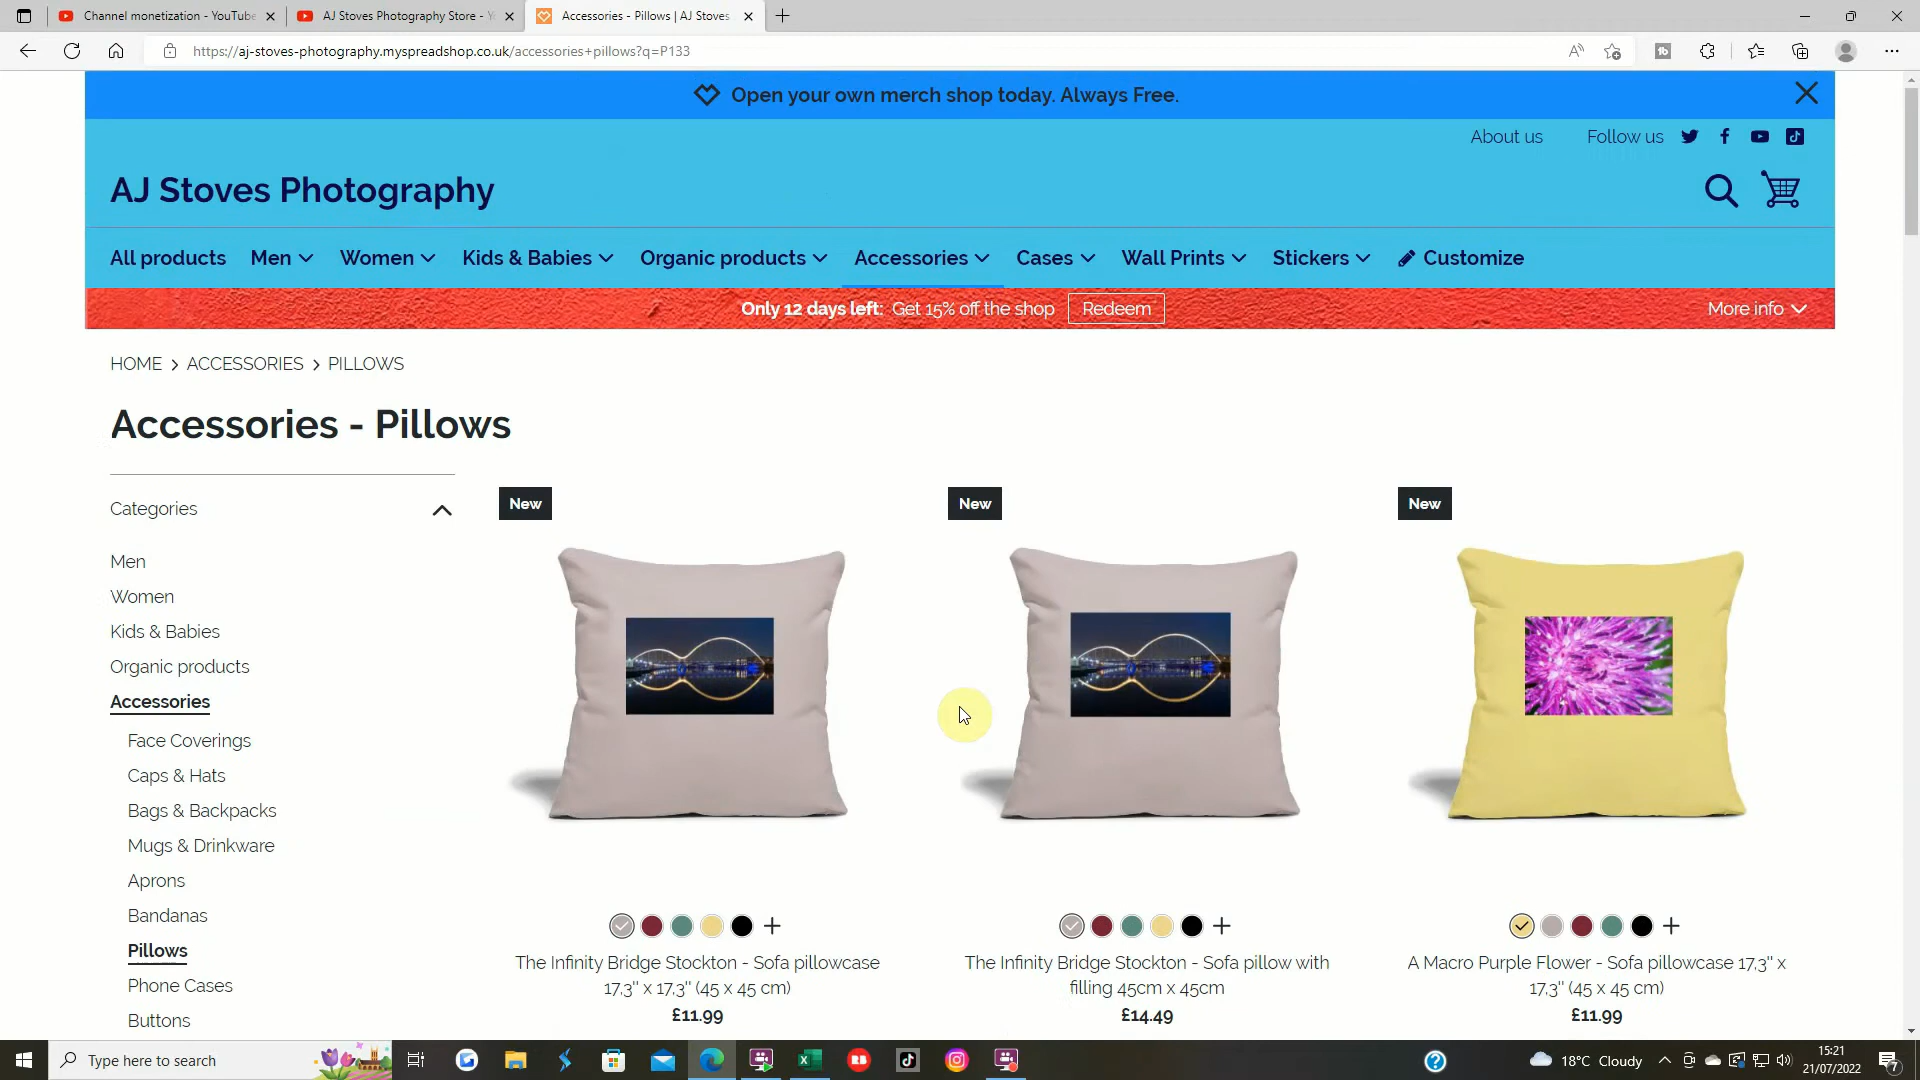 Channel monetization - YouTube
AJ Stoves Photography Store - Y
Accessories - Pillows | AJ Stoves
https://aj-stoves-photography.myspreadshop.co.uk/accessories+pillows?q=P133
Open your own merch shop today. Always Free.
About us Follow us
AJ Stoves Photography
All products Men Women Kids & Babies Organic products Accessories Cases Wall Prints Stickers Customize
Only 12 days left: Get 15% off the shop Redeem More info
HOME > ACCESSORIES > PILLOWS
Accessories - Pillows
Categories
Men
Women
Kids & Babies
Organic products
Accessories
Face Coverings
Caps & Hats
Bags & Backpacks
Mugs & Drinkware
Aprons
Bandanas
Pillows
Phone Cases
Buttons
New
The Infinity Bridge Stockton - Sofa pillowcase
17,3'' x 17,3'' (45 x 45 cm)
£11.99
New
The Infinity Bridge Stockton - Sofa pillow with
filling 45cm x 45cm
£14.49
New
A Macro Purple Flower - Sofa pillowcase 17,3'' x
17,3'' (45 x 45 cm)
£11.99
Type here to search
18°C Cloudy
15:21
21/07/2022
7